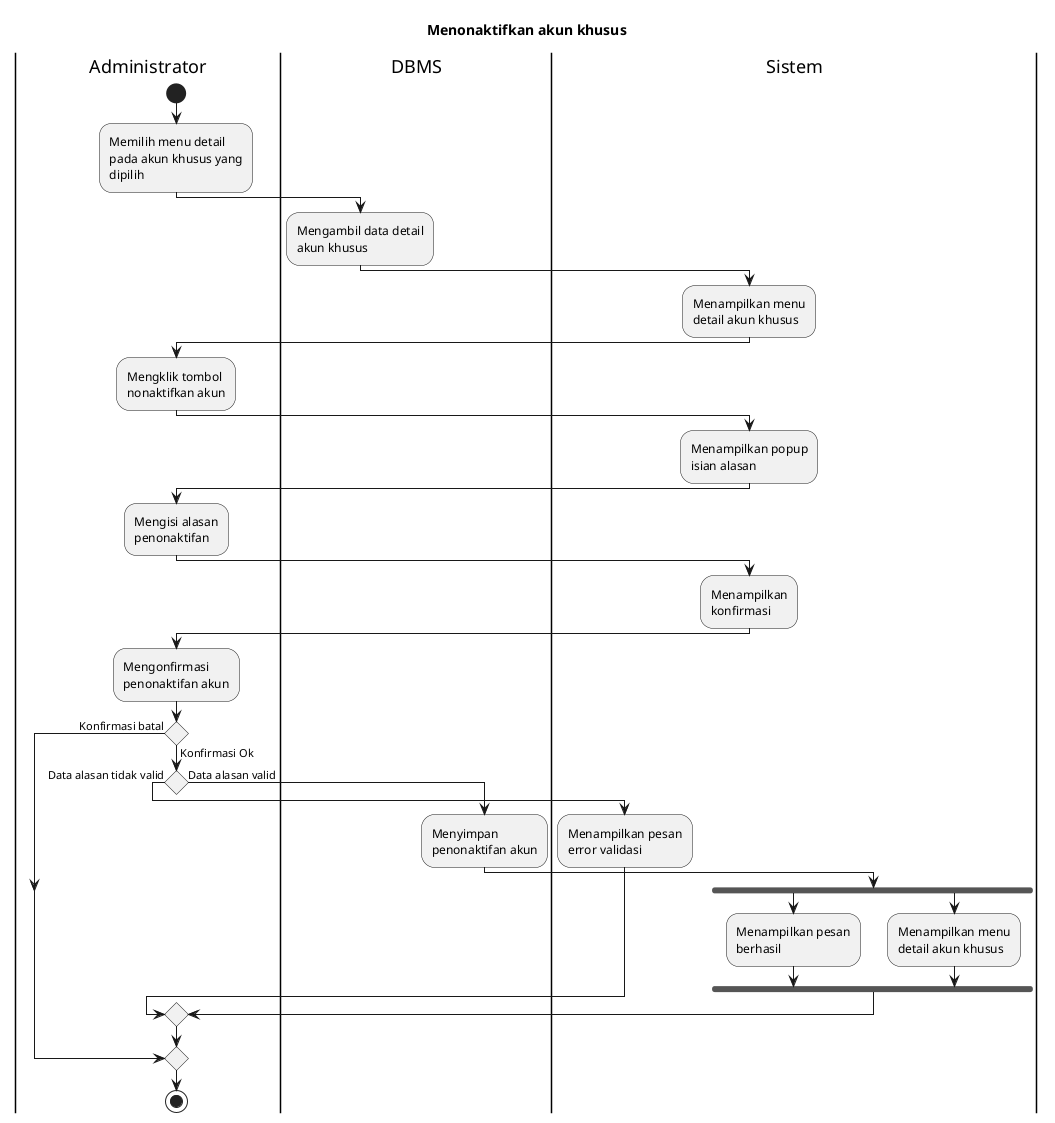 Menonaktifkan akun khusus
Administrator
DBMS
Sistem
Memilih menu detail
pada akun khusus yang
dipilih
Mengambil data detail
akun khusus
Menampilkan menu
detail akun khusus
Mengklik tombol
nonaktifkan akun
Menampilkan popup
isian alasan
Mengisi alasan
penonaktifan
Menampilkan
konfirmasi
Mengonfirmasi
penonaktifan akun
Konfirmasi batal
Konfirmasi Ok
Data alasan tidak valid
Data alasan valid
Menyimpan
penonaktifan akun
Menampilkan pesan
error validasi
Menampilkan pesan
berhasil
Menampilkan menu
detail akun khusus